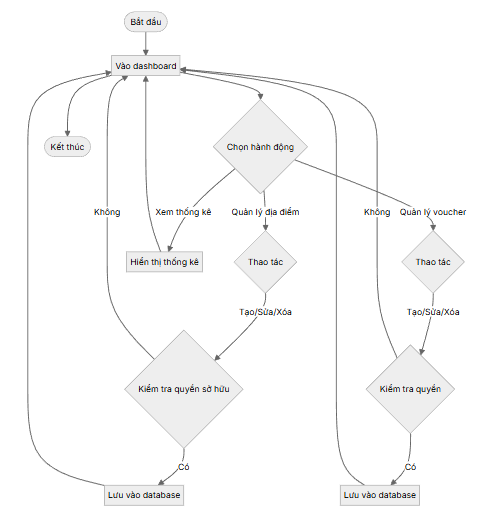 Bắt đầu
Vào dashboard
Kết thúc
Chọn hành động
Không
Xem thống kê
Quản lý địa điểm
Không
Quản lý voucher
Hiển thị thống kê
Thao tác
Thao tác
Tạo/Sửa/Xóa
Tạo/Sửa/Xóa
Kiểm tra quyền sở hữu
Kiểm tra quyền
Có
Có
Lưu vào database
Lưu vào database